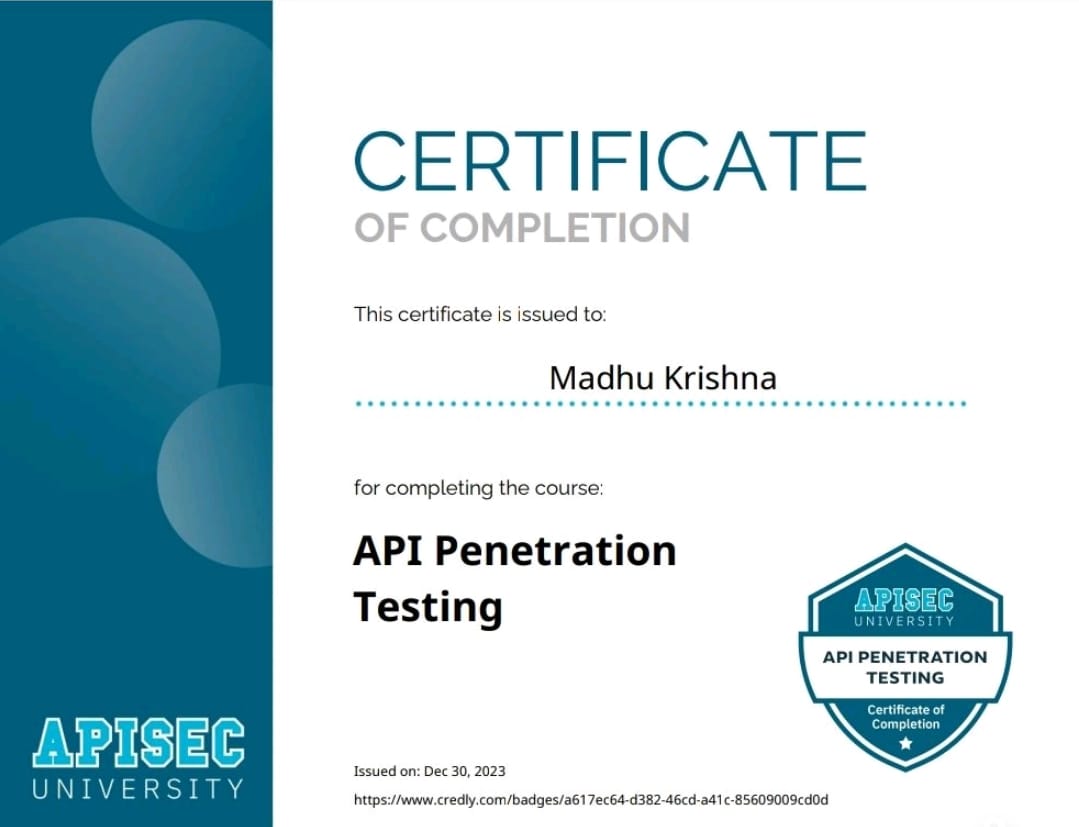 CERTIFICATE
OF COMPLETION
This certificate is issued to:
Madhu Krishna
for completing the course:
API Penetration
Testing
APISEC
UNIVERSITY
API PENETRATION
TESTING
Certificate of
Completion
Issued on: Dec 30, 2023
https://www.credly.com/badges/a617ec64-d382-46cd-a41c-85609009cd0d
APISEC
UNIVERSITY